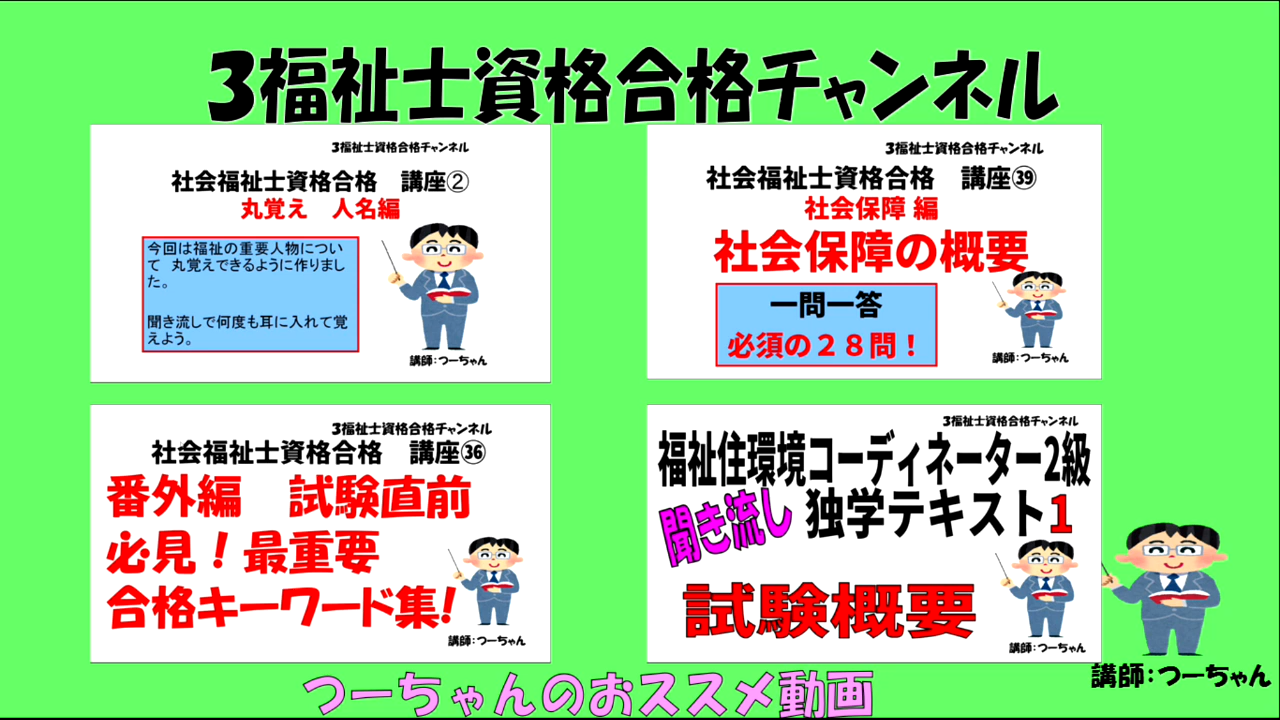 3福祉士資格合格チャンネル
3福祉士資格合格チャンネル
社会福祉士資格合格 講座②
丸覚え 人名編
今回は福祉の重要人物につい
て 丸覚えできるように作りまし
た。
聞き流しで何度も耳に入れて覚
えよう。
講師：つーちゃん
3福祉士資格合格チャンネル
社会福祉士資格合格 講座㊴
社会保障 編
社会保障の概要
一問一答
必須の２８問！
講師：つーちゃん
3福祉士資格合格チャンネル
社会福祉士資格合格 講座㊱
番外編 試験直前
必見！最重要
合格キーワード集!
講師：つーちゃん
3福祉士資格合格チャンネル
福祉住環境コーディネーター2級
聞き流し 独学テキスト1
試験概要
講師：つーちゃん
講師：つーちゃん
つーちゃんのおススメ動画